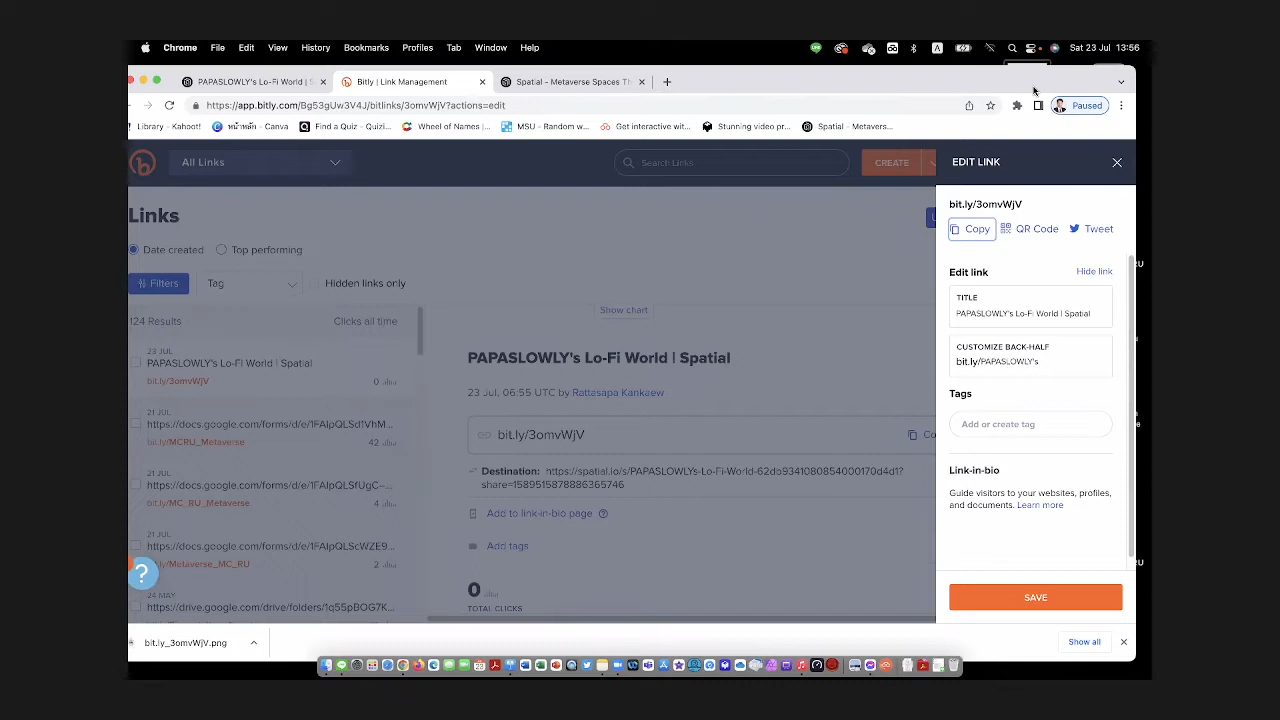 Chrome File Edit View History Bookmarks Profiles Tab Window Help
A Sat 23 Jul 13:56
PAPASLOWLY's Lo-Fi World | S
Bitly | Link Management
Spatial - Metaverse Spaces Th
https://app.bitly.com/Bg53gUw3V4J/bitlinks/3omvWjV?actions=edit
Paused
Library - Kahoot!
หน้าหลัก - Canva
Find a Quiz - Quizi...
Wheel of Names |...
MSU - Random w...
Get interactive wit...
Stunning video pr...
Spatial - Metavers...
All Links
Search Links
CREATE
Links
Date created
Top performing
Filters
Tag
Hidden links only
124 Results
Clicks all time
23 JUL
PAPASLOWLY's Lo-Fi World | Spatial
bit.ly/3omvWjV
0
21 JUL
https://docs.google.com/forms/d/e/1FAIpQLSd1VhM...
bit.ly/MCRU_Metaverse
42
21 JUL
https://docs.google.com/forms/d/e/1FAIpQLSfUgC--...
bit.ly/MC_RU_Metaverse
4
21 JUL
https://docs.google.com/forms/d/e/1FAIpQLScWZE9...
bit.ly/Metaverse_MC_RU
2
24 MAY
https://drive.google.com/drive/folders/1q55pBOG7K...
Show chart
PAPASLOWLY's Lo-Fi World | Spatial
23 Jul, 06:55 UTC by Rattasapa Kankaew
bit.ly/3omvWjV
Co
Destination: https://spatial.io/s/PAPASLOWLYs-Lo-Fi-World-62db9341080854000170d4d1?
share=1589515878886365746
Add to link-in-bio page
Add tags
0
TOTAL CLICKS
EDIT LINK
bit.ly/3omvWjV
Copy
QR Code
Tweet
Edit link
Hide link
TITLE
PAPASLOWLY's Lo-Fi World | Spatial
CUSTOMIZE BACK-HALF
bit.ly/PAPASLOWLY's
Tags
Add or create tag
Link-in-bio
Guide visitors to your websites, profiles,
and documents. Learn more
SAVE
?
bit.ly_3omvWjV.png
Show all